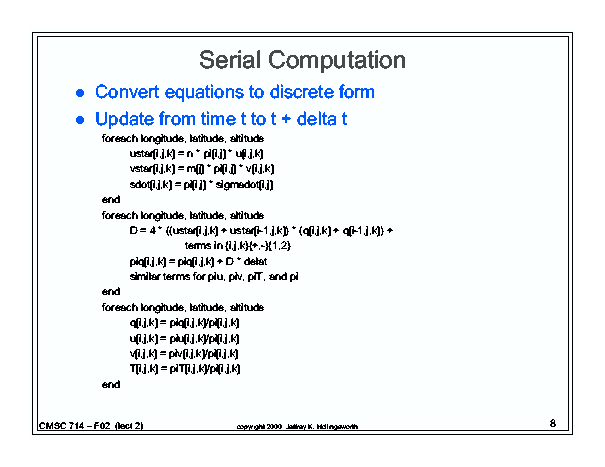 Serial Computation
Convert equations to discrete form
Update from time t to t + delta t
foreach longitude, latitude, altitude
ustar[i,j,k] = n * pi[i,j] * u[i,j,k]
vstar[i,j,k] = m[j] * pi[i,j] * v[i,j,k]
sdot[i,j,k] = pi[i,j] * sigmadot[i,j]
end
foreach longitude, latitude, altitude
D = 4 * ((ustar[i,j,k] + ustar[i-1,j,k]) * (q[i,j,k] + q[i-1,j,k]) +
terms in {i,j,k}{+,-}{1,2}
piq[i,j,k] = piq[i,j,k] + D * delat
similar terms for piu, piv, piT, and pi
end
foreach longitude, latitude, altitude
q[i,j,k] = piq[i,j,k]/pi[i,j,k]
u[i,j,k] = piu[i,j,k]/pi[i,j,k]
v[i,j,k] = piv[i,j,k]/pi[i,j,k]
T[i,j,k] = piT[i,j,k]/pi[i,j,k]
end
CMSC 714 – F02 (lect 2)
copyright 2000 Jeffrey K. Hollingsworth
8